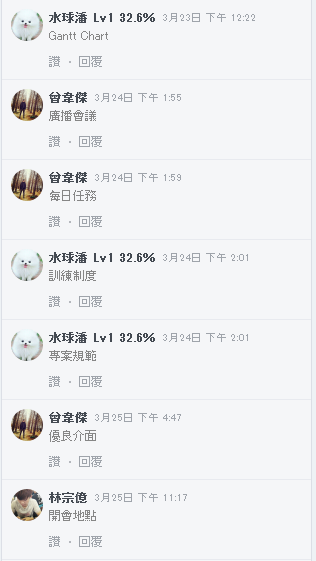 水球潘 Lv1 32.6% 3月23日 下午 12:22
Gantt Chart
讚 · 回覆
曾韋傑 3月24日 下午 1:55
廣播會議
讚 · 回覆
曾韋傑 3月24日 下午 1:59
每日任務
讚 · 回覆
水球潘 Lv1 32.6% 3月24日 下午 2:01
訓練制度
讚 · 回覆
水球潘 Lv1 32.6% 3月24日 下午 2:01
專案規範
讚 · 回覆
曾韋傑 3月25日 下午 4:47
優良介面
讚 · 回覆
林宗億 3月25日 下午 11:17
開會地點
讚 · 回覆